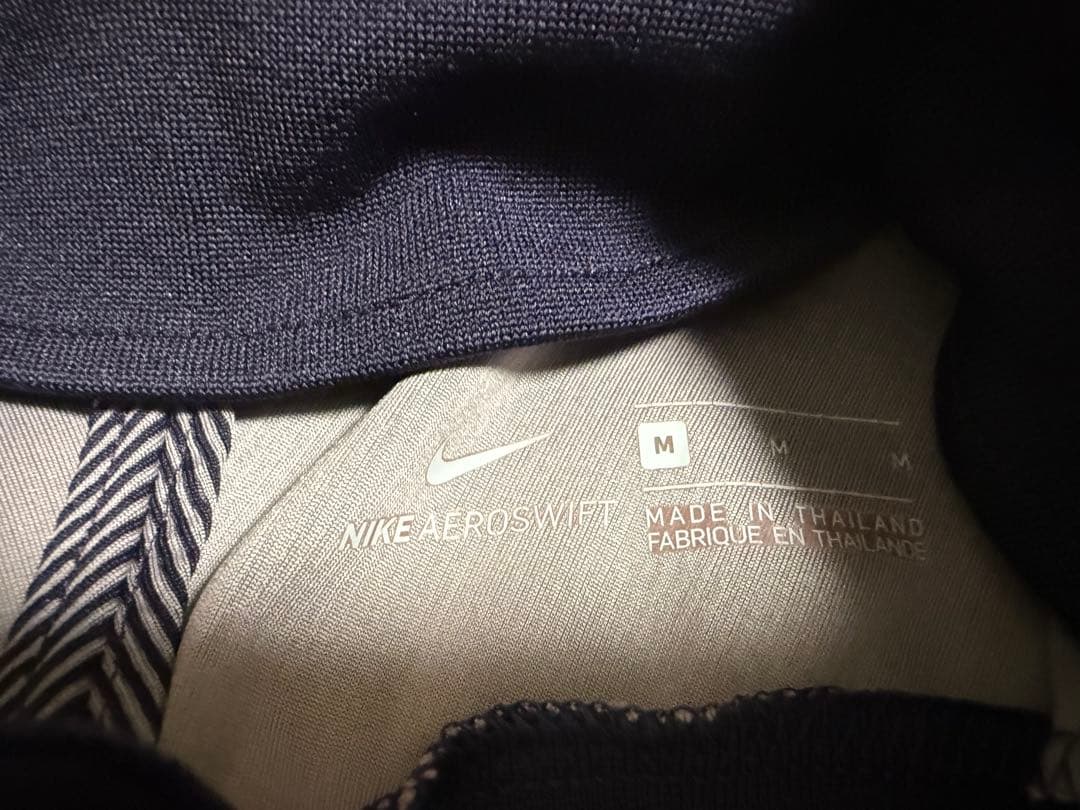 NIKE AEROSWIFT
M M M
MADE IN THAILAND
FABRIQUE EN THAILANDE